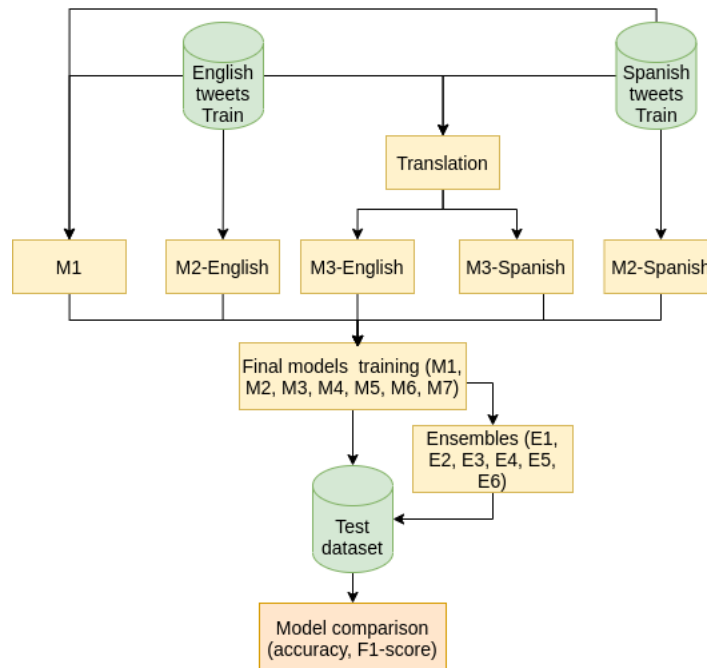 English
tweets
Train
Spanish
tweets
Train
Translation
M1
M2-English
M3-English
M3-Spanish
M2-Spanish
Final models training (M1,
M2, M3, M4, M5, M6, M7)
Ensembles (E1,
E2, E3, E4, E5,
E6)
Test
dataset
Model comparison
(accuracy, F1-score)